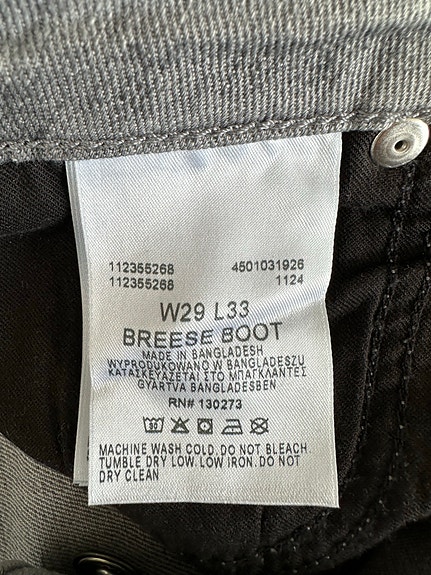 112355268 4501031926
112355268 1124
W29 L33
BREESE BOOT
MADE IN BANGLADESH
WYPRODUKOWANO W BANGLADESZU
ΚΑΤΑΣΚΕΥΑΖΕΤΑΙ ΣΤΟ ΜΠΑΓΚΛΑΝΤΕΣ
GYÁRTVA BANGLADESBEN
RN# 130273
MACHINE WASH COLD. DO NOT BLEACH.
TUMBLE DRY LOW. LOW IRON. DO NOT
DRY CLEAN